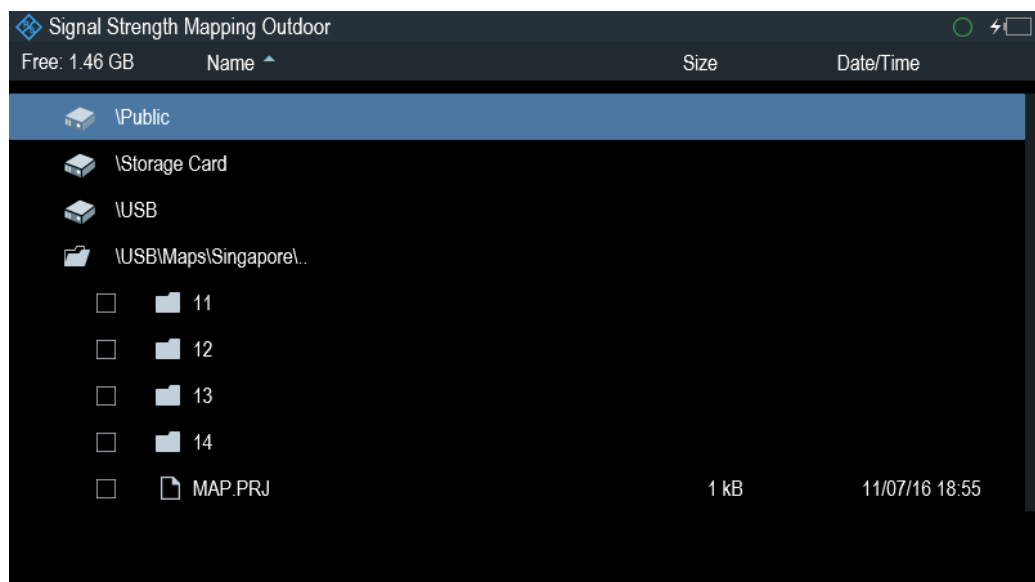 Signal Strength Mapping Outdoor
Free: 1.46 GB Name Size Date/Time
\Public
\Storage Card
\USB
\USB\Maps\Singapore\..
11
12
13
14
MAP.PRJ 1 kB 11/07/16 18:55